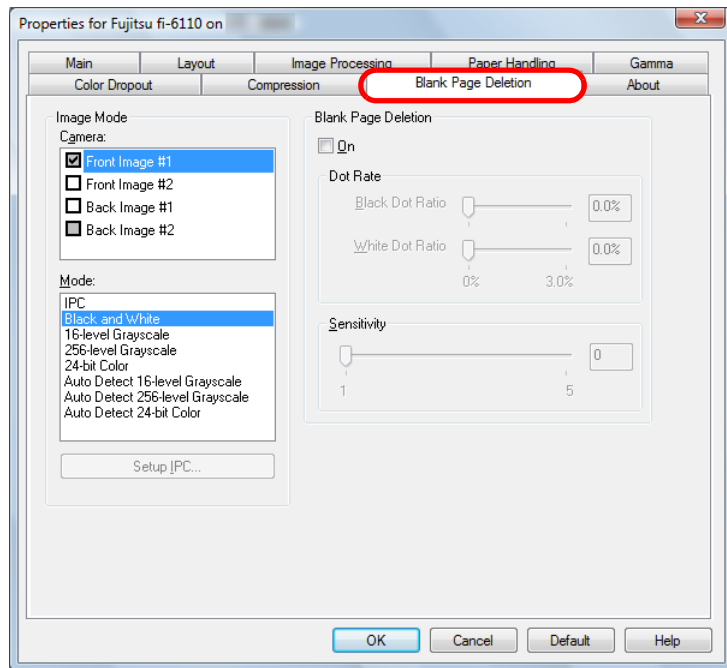 Properties for Fujitsu fi-6110 on
Main Layout Image Processing Paper Handling Gamma
Color Dropout Compression Blank Page Deletion About
Image Mode
Camera:
Front Image #1
Front Image #2
Back Image #1
Back Image #2
Mode:
IPC
Black and White
16-level Grayscale
256-level Grayscale
24-bit Color
Auto Detect 16-level Grayscale
Auto Detect 256-level Grayscale
Auto Detect 24-bit Color
Setup IPC...
Blank Page Deletion
On
Dot Rate
Black Dot Ratio 0.0%
White Dot Ratio 0.0%
0% 3.0%
Sensitivity
0
1 5
OK Cancel Default Help